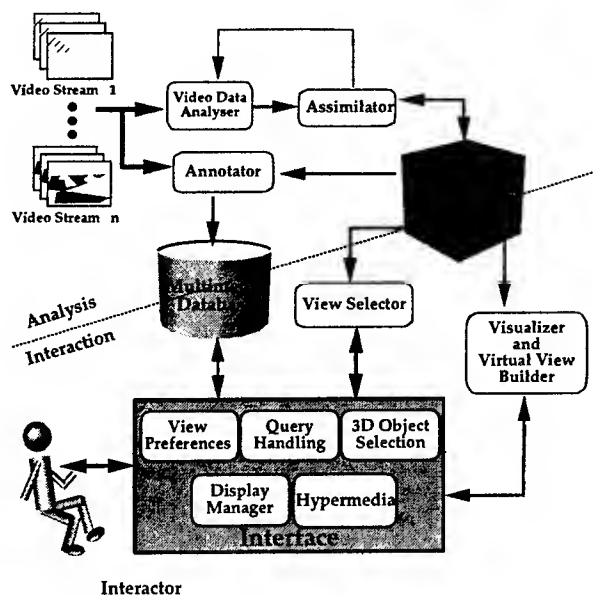 Video Stream 1
Video Data
Analyser
Assimilator
Annotator
Video Stream n
Database
View Selector
Analysis
Interaction
Visualizer
and
Virtual View
Builder
View
Preferences
Query
Handling
3D Object
Selection
Display
Manager
Hypermedia
Interface
Interactor